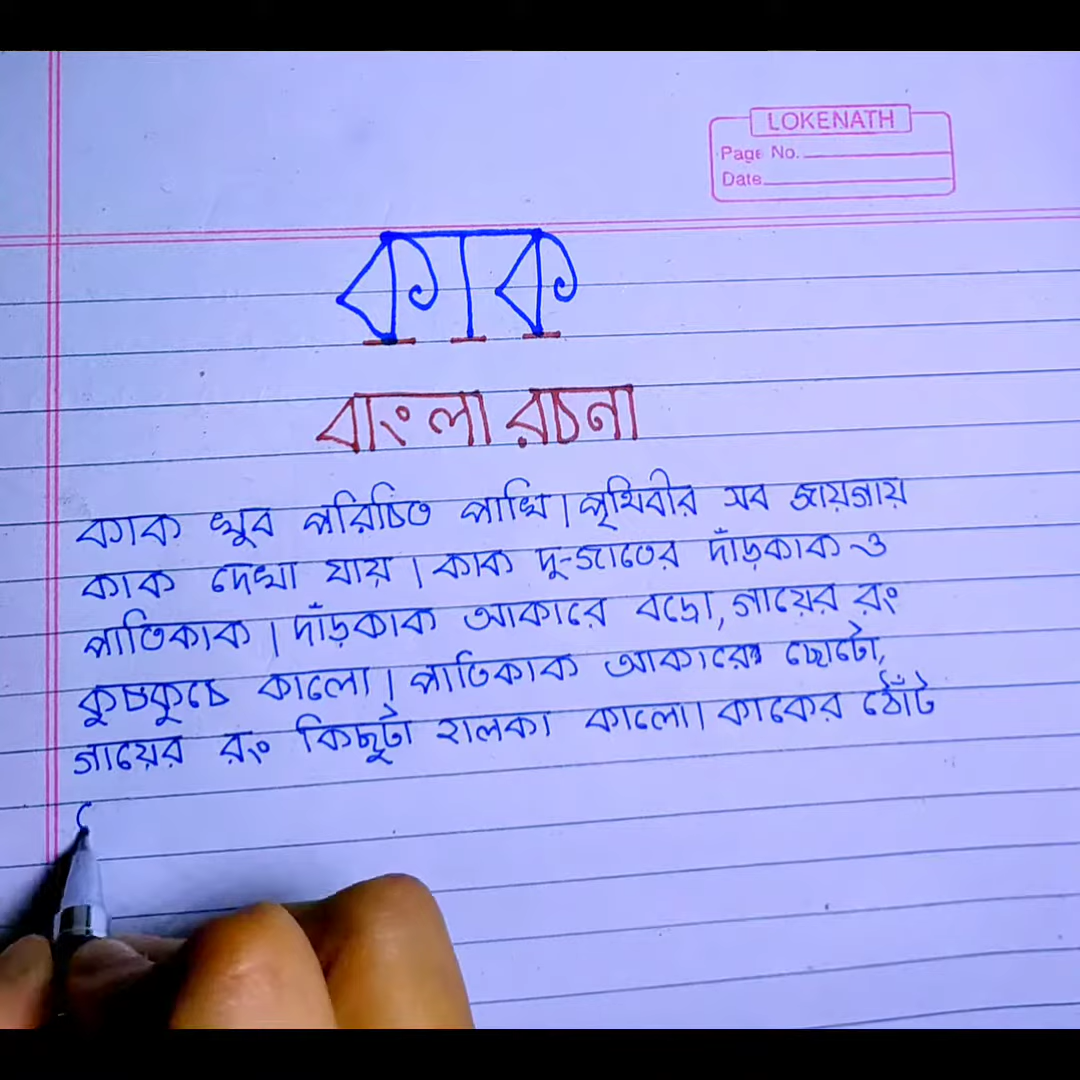 LOKENATH
Page No.
Date
কাক
বাংলা রচনা
কাক খুব পরিচিত পাখি। পৃথিবীর সব জায়গায়
কাক দেখা যায়। কাক দু-জাতের দাঁড়কাক ও
পাতিকাক। দাঁড়কাক আকারে বড়ো, গায়ের রং
কুচকুচে কালো। পাতিকাক আকারে ছোটো,
গায়ের রং কিছুটা হালকা কালো। কাকের ঠোঁট